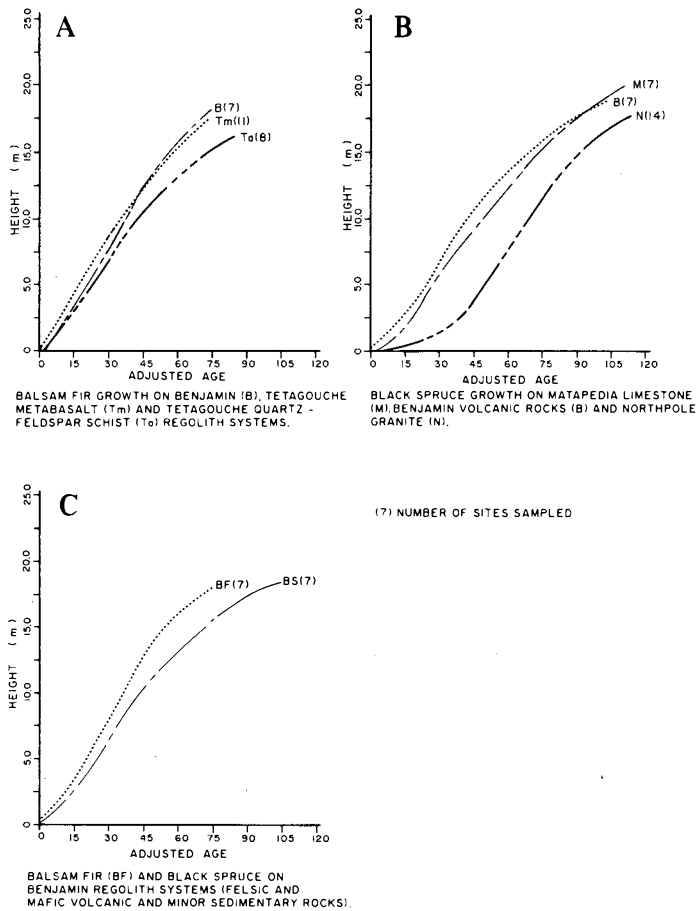 A
HEIGHT (m)
25.0
20.0
15.0
10.0
5.0
0
B(7)
Tm(11)
Ta(8)
0 15 30 45 60 75 90 105 120
ADJUSTED AGE
BALSAM FIR GROWTH ON BENJAMIN (B), TETAGOUCHE
METABASALT (Tm) AND TETAGOUCHE QUARTZ -
FELDSPAR SCHIST (Ta) REGOLITH SYSTEMS.
B
HEIGHT (m)
25.0
20.0
15.0
10.0
5.0
0
M(7)
B(7)
N(14)
0 15 30 45 60 75 90 105 120
ADJUSTED AGE
BLACK SPRUCE GROWTH ON MATAPEDIA LIMESTONE
(M), BENJAMIN VOLCANIC ROCKS (B) AND NORTHPOLE
GRANITE (N).
C
HEIGHT (m)
25.0
20.0
15.0
10.0
5.0
0
BF(7)
BS(7)
0 15 30 45 60 75 90 105 120
ADJUSTED AGE
BALSAM FIR (BF) AND BLACK SPRUCE ON
BENJAMIN REGOLITH SYSTEMS (FELSIC AND
MAFIC VOLCANIC AND MINOR SEDIMENTARY ROCKS).
(7) NUMBER OF SITES SAMPLED